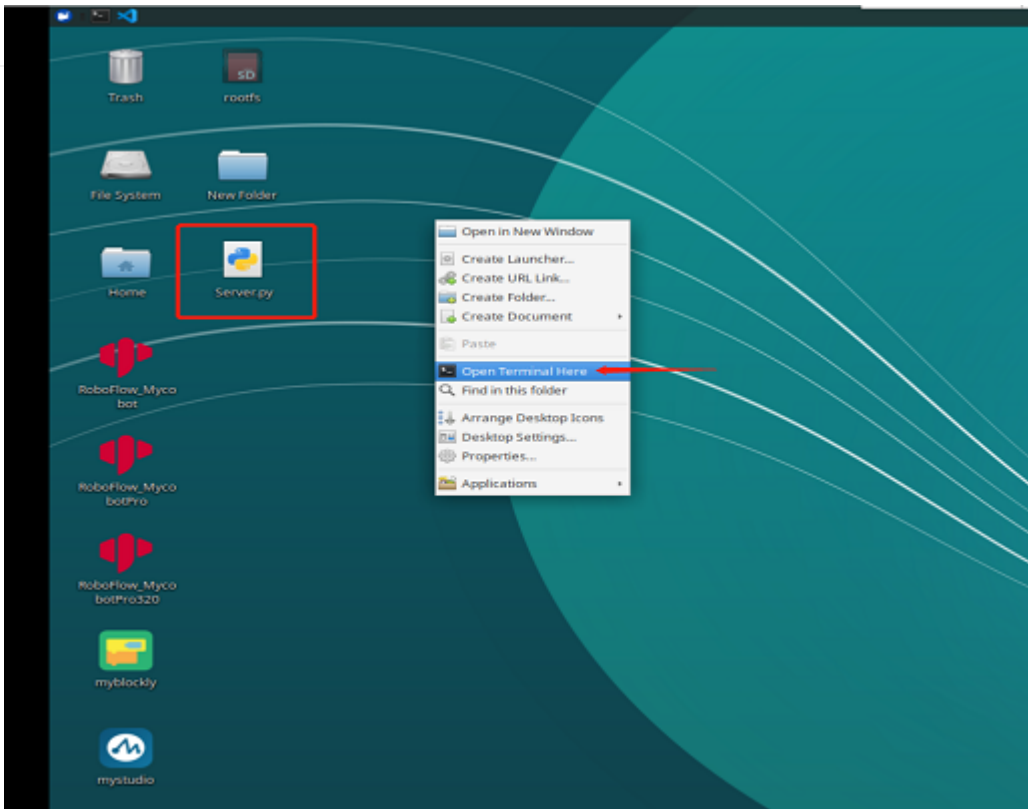 Trash
SD
rootfs
File System
New Folder
Home
Server.py
RoboFlow_Myco
bot
RoboFlow_Myco
botPro
RoboFlow_Myco
botPro320
myblockly
mystudio
Open in New Window
Create Launcher...
Create URL Link...
Create Folder...
Create Document
Paste
Open Terminal Here
Find in this folder
Arrange Desktop Icons
Desktop Settings...
Properties...
Applications